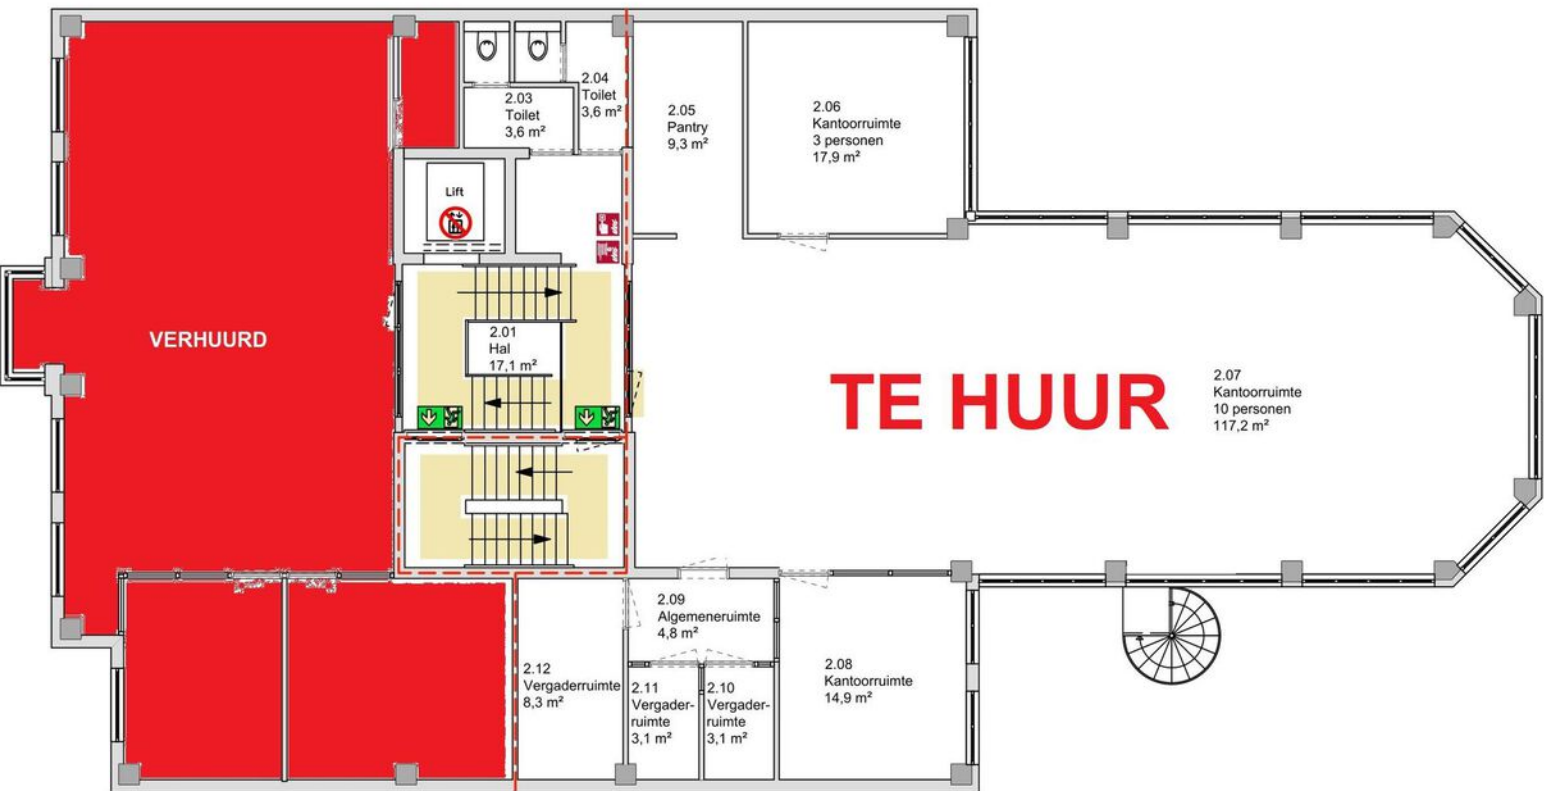 2.03
Toilet
3,6 m²
2.04
Toilet
3,6 m²
2.05
Pantry
9,3 m²
2.06
Kantoorruimte
3 personen
17,9 m²
Lift
VERHUURD
2.01
Hal
17,1 m²
TE HUUR
2.07
Kantoorruimte
10 personen
117,2 m²
2.09
Algemeneruimte
4,8 m²
2.12
Vergaderruimte
8,3 m²
2.11
Vergader-
ruimte
3,1 m²
2.10
Vergader-
ruimte
3,1 m²
2.08
Kantoorruimte
14,9 m²